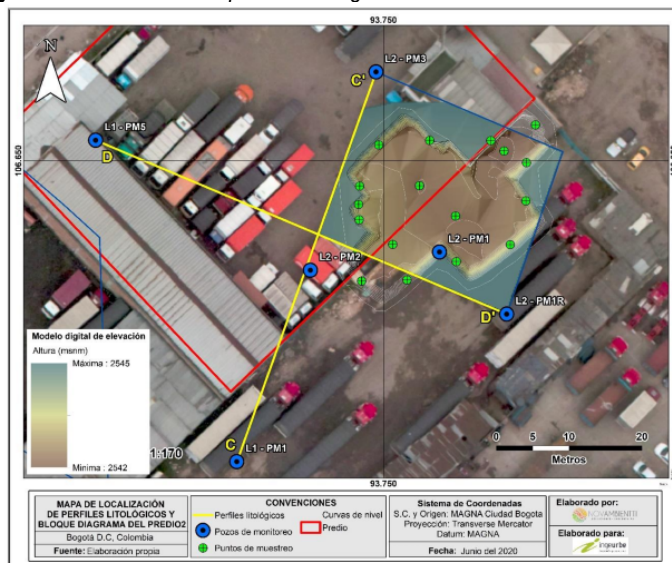 93.750
N
L2 - PM3
C'
L1 - PM5
D
106.650
L2 - PM1
L2 - PM2
L2 - PM1R
D'
Modelo digital de elevación
Altura (msnm)
Máxima : 2545
Mínima : 2542
1:170
C
L1 - PM1
0 5 10 20
Metros
93.750
MAPA DE LOCALIZACIÓN
DE PERFILES LITOLÓGICOS Y
BLOQUE DIAGRAMA DEL PREDIO2
Bogotá D.C, Colombia
Fuente: Elaboración propia
CONVENCIONES
Perfiles litológicos
Curvas de nivel
Pozos de monitoreo
Predio
Puntos de muestreo
Sistema de Coordenadas
S.C. y Origen: MAGNA Ciudad Bogota
Proyección: Transverse Mercator
Datum: MAGNA
Fecha: Junio del 2020
Elaborado por:
NOVAMBIENTTI
Elaborado para:
ingeurbe